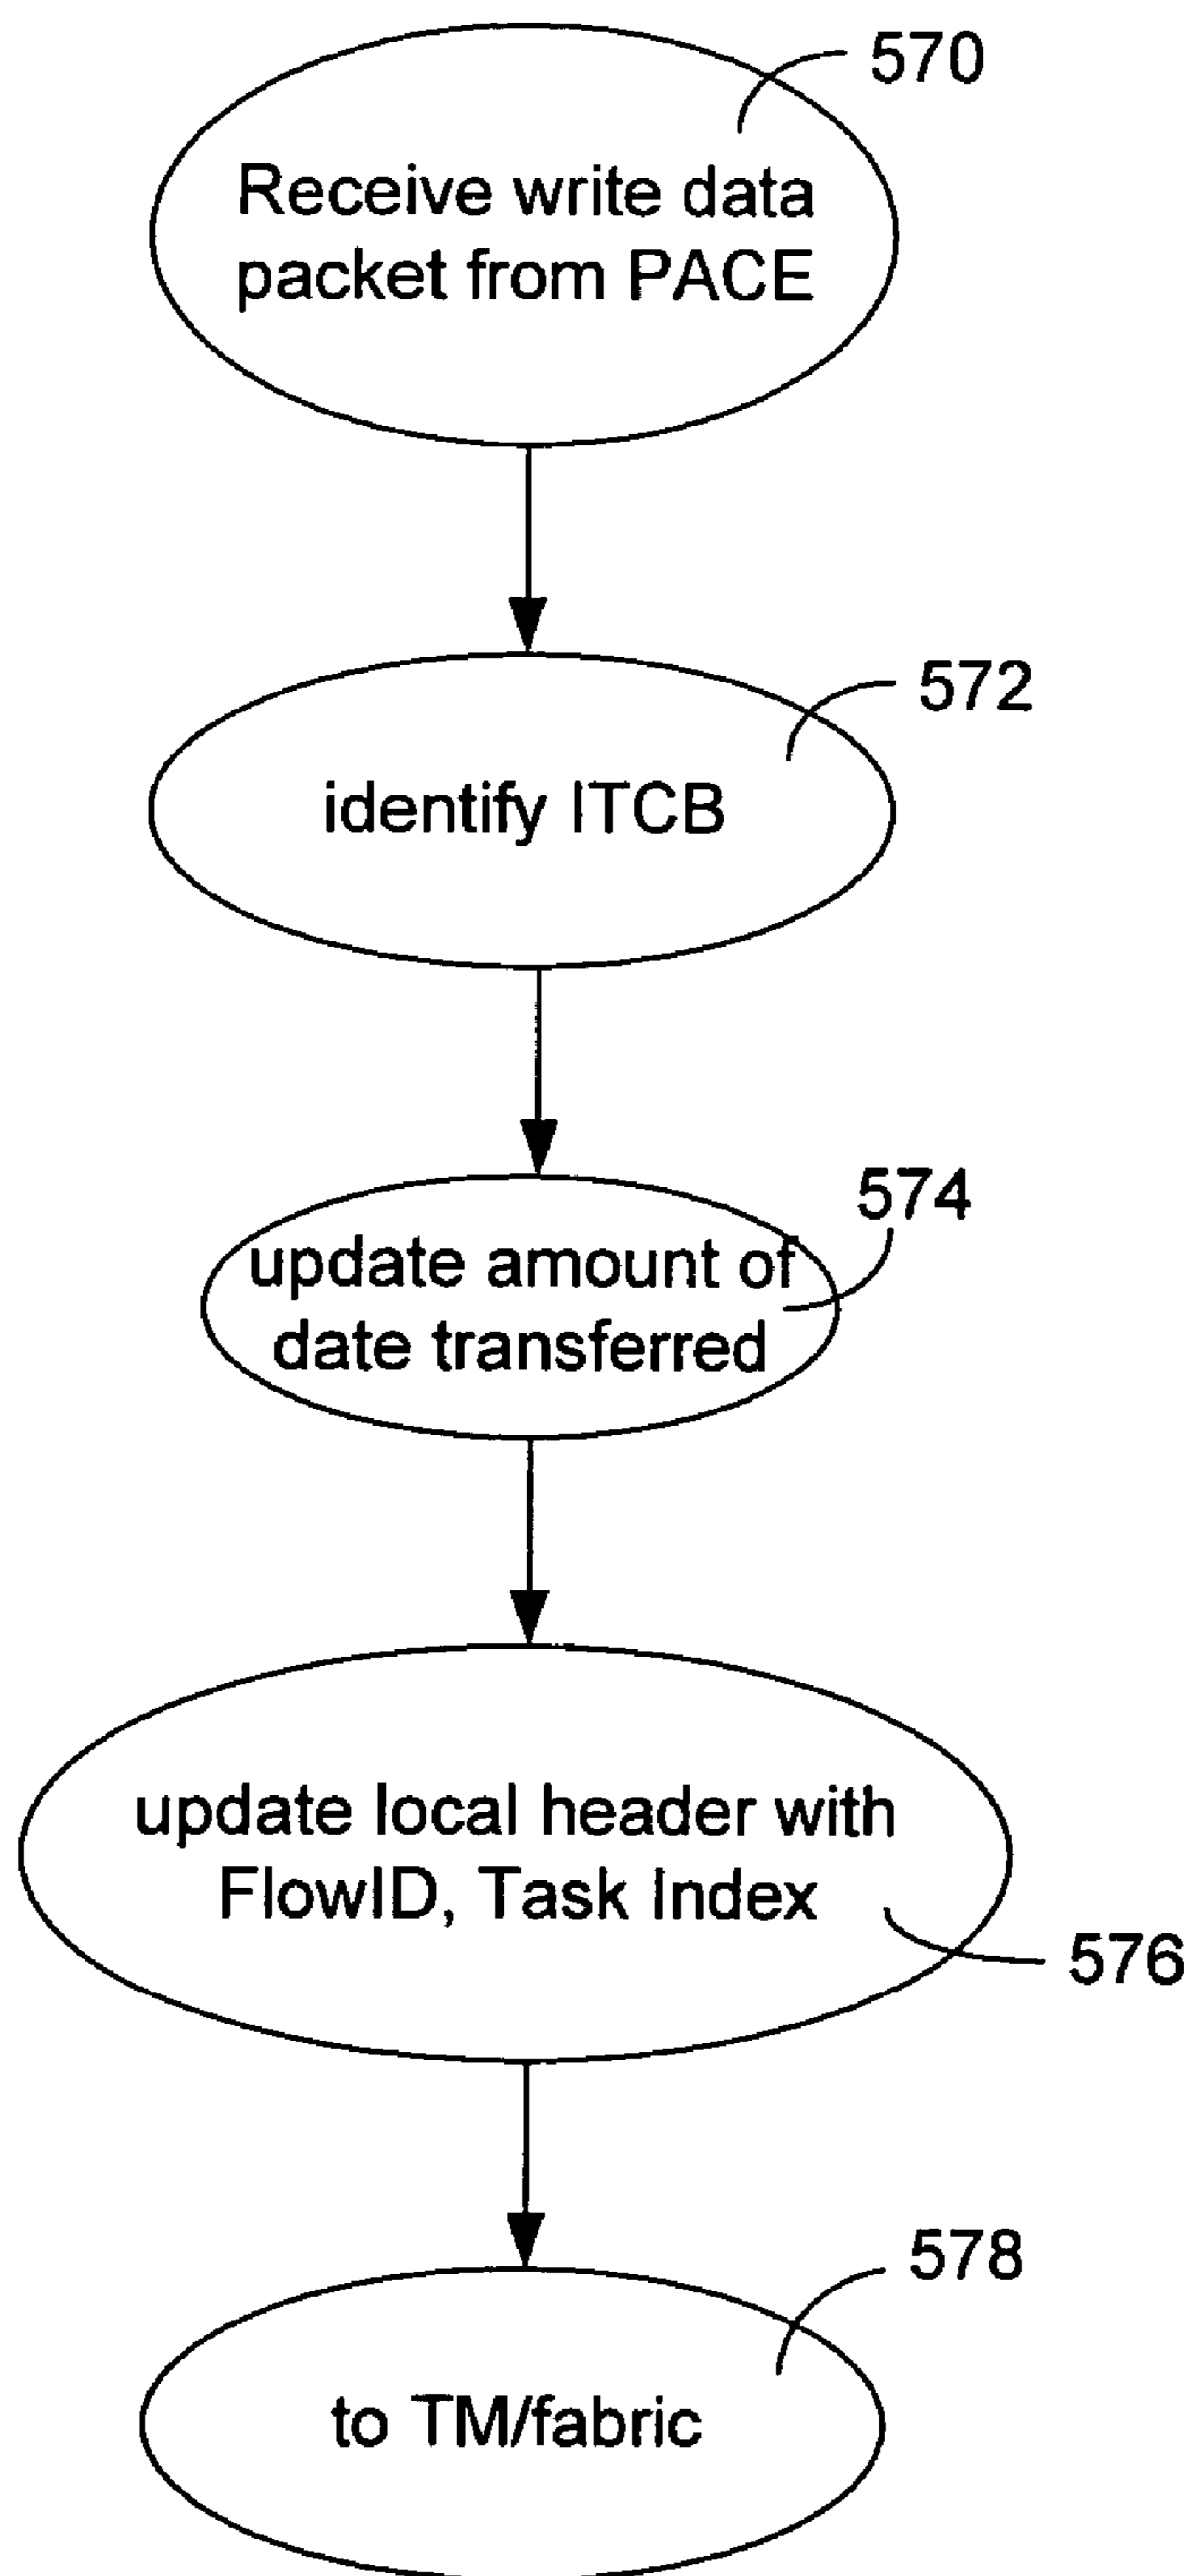 570
Receive write data
packet from PACE
572
identify ITCB
574
update amount of
date transferred
update local header with
FlowID, Task Index
576
578
to TM/fabric